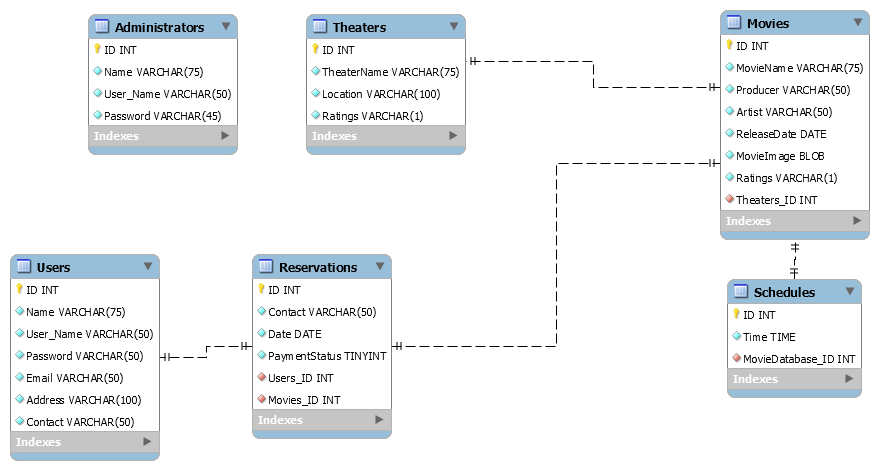 Administrators
ID INT
Name VARCHAR(75)
User_Name VARCHAR(50)
Password VARCHAR(45)
Indexes
Theaters
ID INT
TheaterName VARCHAR(75)
Location VARCHAR(100)
Ratings VARCHAR(1)
Indexes
Movies
ID INT
MovieName VARCHAR(75)
Producer VARCHAR(50)
Artist VARCHAR(50)
ReleaseDate DATE
MovieImage BLOB
Ratings VARCHAR(1)
Theaters_ID INT
Indexes
Users
ID INT
Name VARCHAR(75)
User_Name VARCHAR(50)
Password VARCHAR(50)
Email VARCHAR(50)
Address VARCHAR(100)
Contact VARCHAR(50)
Indexes
Reservations
ID INT
Contact VARCHAR(50)
Date DATE
PaymentStatus TINYINT
Users_ID INT
Movies_ID INT
Indexes
Schedules
ID INT
Time TIME
MovieDatabase_ID INT
Indexes